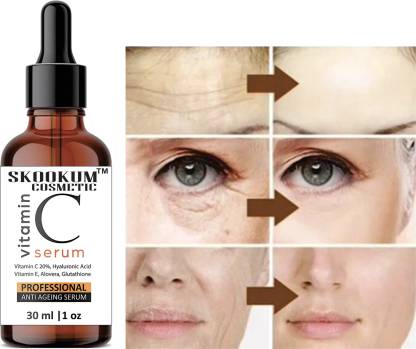 SKOOKUM™
COSMETIC
vitamin
C
serum
Vitamin C 20%, Hyaluronic Acid
Vitamin E, Alovera, Glutathione
PROFESSIONAL
ANTI AGEING SERUM
30 ml | 1 oz